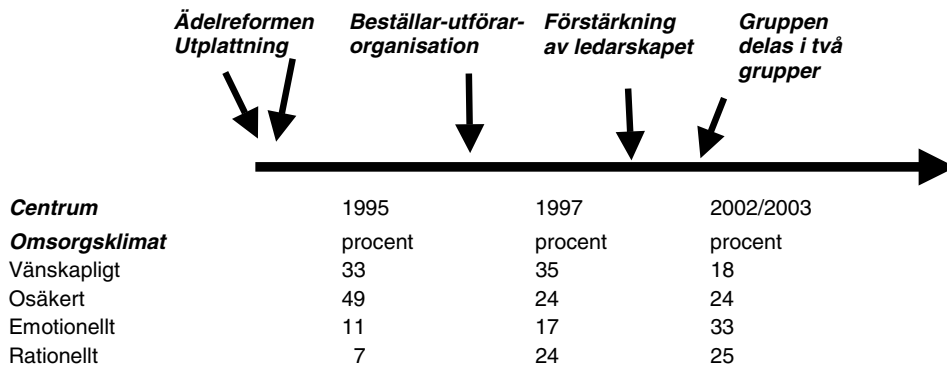 Ädelreformen
Utplattning
Beställar-utförar-
organisation
Förstärkning
av ledarskapet
Gruppen
delas i två
grupper
Centrum 1995 1997 2002/2003
Omsorgsklimat procent procent procent
Vänskapligt 33 35 18
Osäkert 49 24 24
Emotionellt 11 17 33
Rationellt 7 24 25